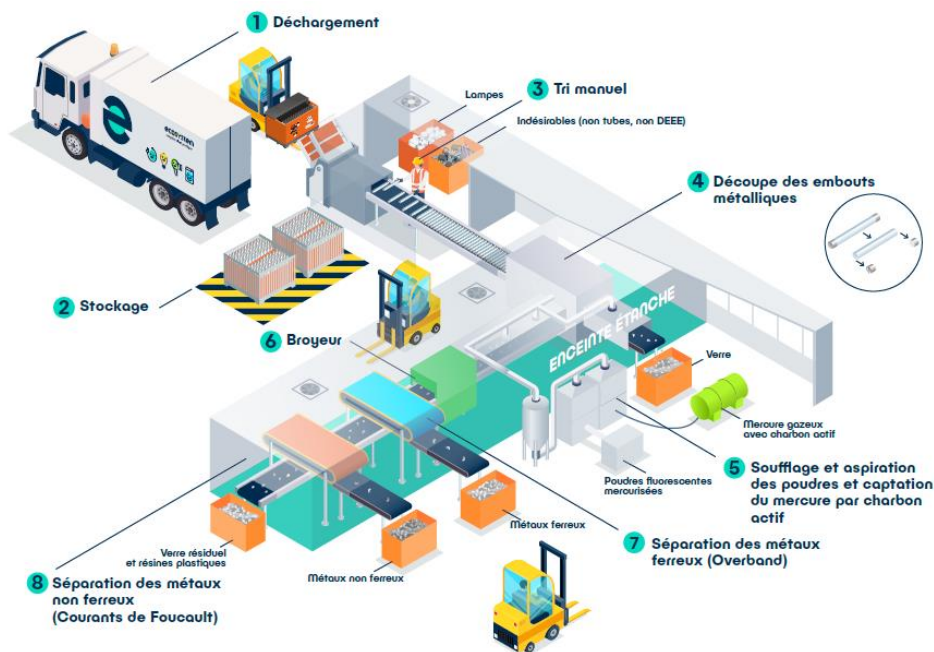 1 Déchargement
ecosystem
3 Tri manuel
Lampes
Indésirables (non tubes, non DEEE)
4 Découpe des embouts
métalliques
2 Stockage
6 Broyeur
ENCEINTE ÉTANCHE
Verre
Mercure gazeux
avec charbon actif
Poudres fluorescentes
mercurisées
5 Soufflage et aspiration
des poudres et captation
du mercure par charbon
actif
Métaux ferreux
7 Séparation des métaux
ferreux (Overband)
Verre résiduel
et résines plastiques
Métaux non ferreux
8 Séparation des métaux
non ferreux
(Courants de Foucault)